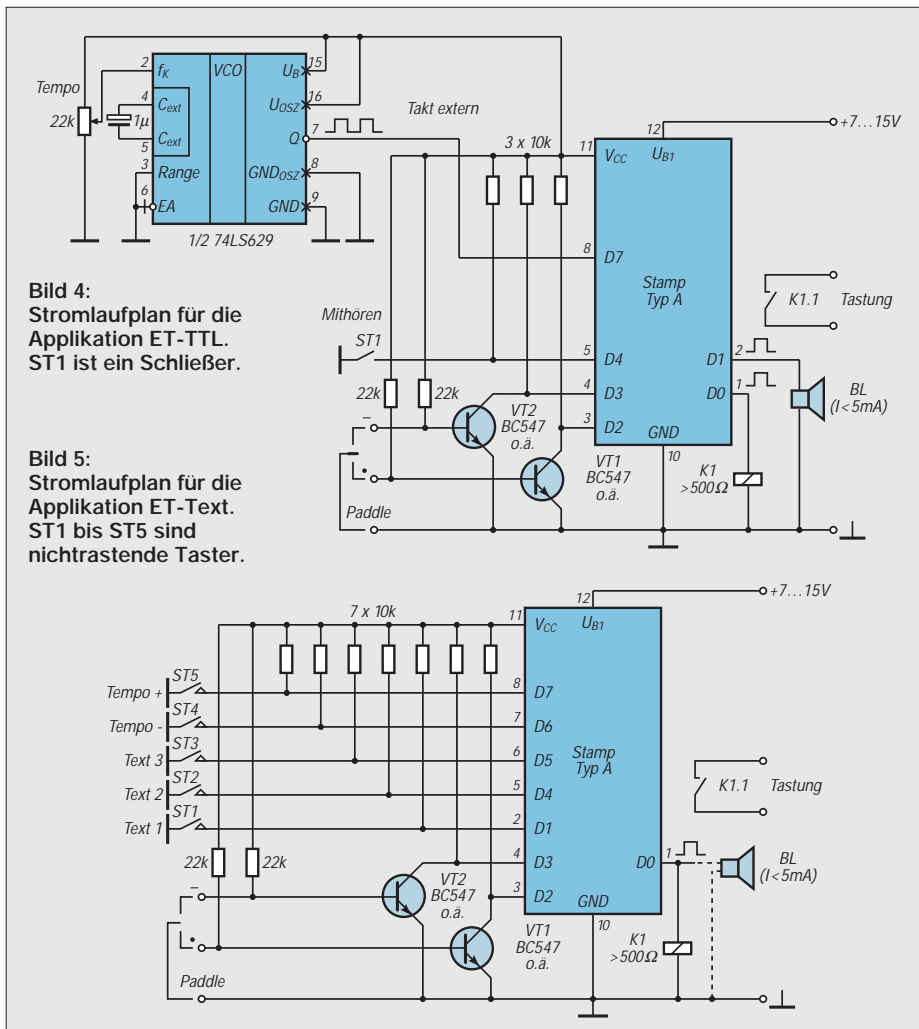 Tempo
22k
2
fK
4
Cext
1µ
Cext
5
3
Range
6
EA
VCO
UB
15
UOSZ
16
Q
7
GNDOSZ
8
GND
9
1/2 74LS629
Takt extern
3 x 10k
+7...15V
12
11
VCC
UB1
8
D7
Stamp
Typ A
K1.1
Tastung
Mithören
ST1
5
D4
D1
2
22k
22k
4
D3
D0
1
BL
(I<5mA)
VT2
BC547
o.ä.
3
D2
GND
10
VT1
BC547
o.ä.
K1
>500Ω
–
•
Paddle
Bild 4:
Stromlaufplan für die
Applikation ET-TTL.
ST1 ist ein Schließer.
Bild 5:
Stromlaufplan für die
Applikation ET-Text.
ST1 bis ST5 sind
nichtrastende Taster.
+7...15V
7 x 10k
12
11
VCC
UB1
Tempo +
ST5
8
D7
Tempo -
ST4
7
D6
Text 3
ST3
6
D5
Text 2
ST2
5
D4
Text 1
ST1
2
D1
Stamp
Typ A
K1.1
Tastung
22k
22k
4
D3
D0
1
BL
(I<5mA)
VT2
BC547
o.ä.
3
D2
GND
10
VT1
BC547
o.ä.
K1
>500Ω
–
•
Paddle